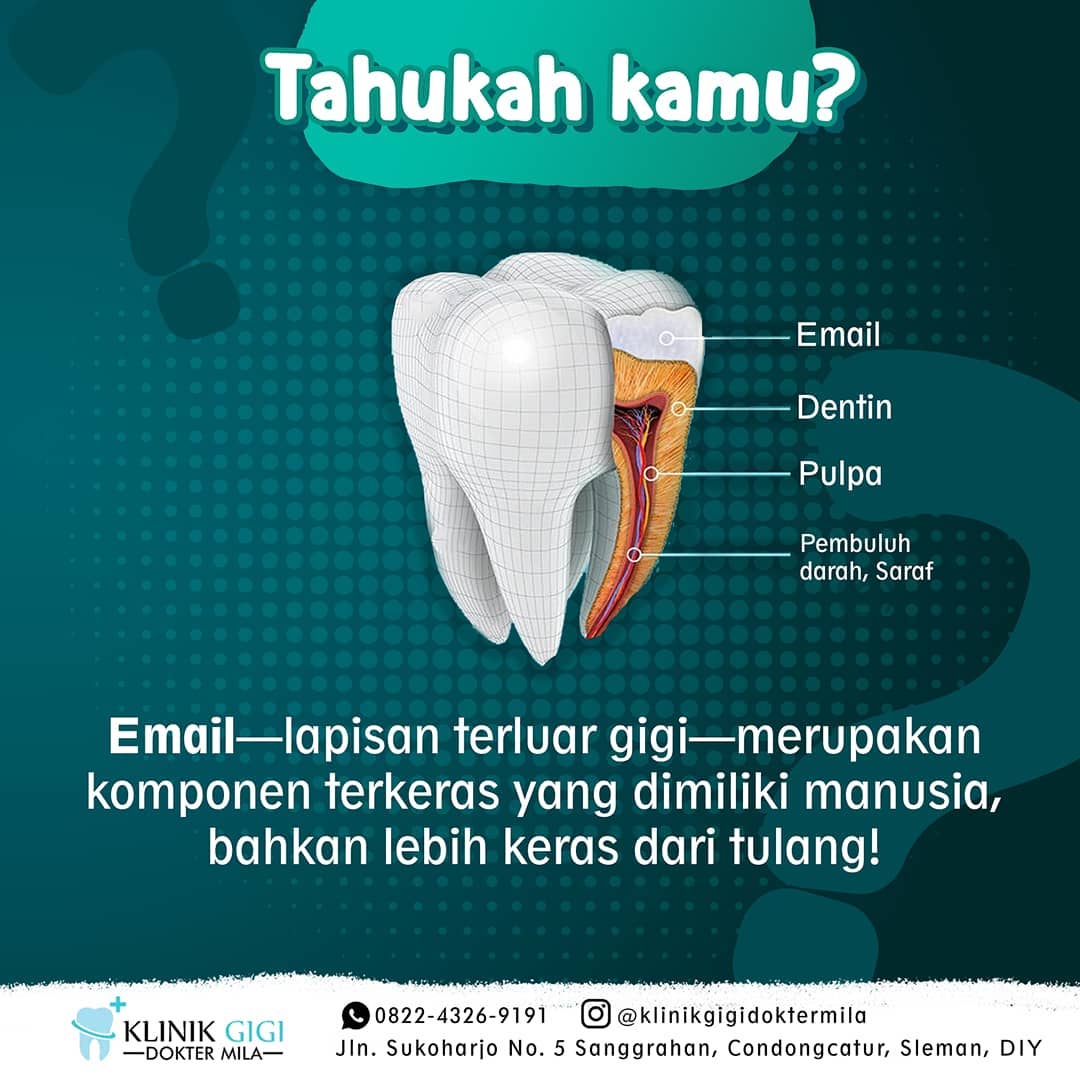 Tahukah kamu?
Email
Dentin
Pulpa
Pembuluh
darah, Saraf
Email—lapisan terluar gigi—merupakan
komponen terkeras yang dimiliki manusia,
bahkan lebih keras dari tulang!
KLINIK GIGI
DOKTER MILA
0822-4326-9191 @klinikgigidoktermila
Jln. Sukoharjo No. 5 Sanggrahan, Condongcatur, Sleman, DIY